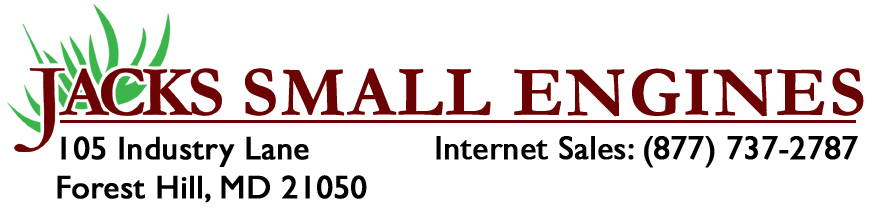 JACKS SMALL ENGINES
105 Industry Lane Internet Sales: (877) 737-2787
Forest Hill, MD 21050